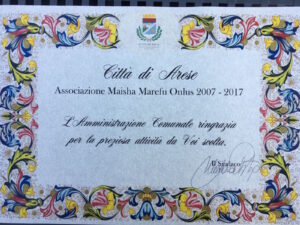 Città di Arese
Associazione Maisha Marefu Onlus 2007 - 2017
L'Amministrazione Comunale ringrazia
per la preziosa attività da Voi svolta.
Il Sindaco